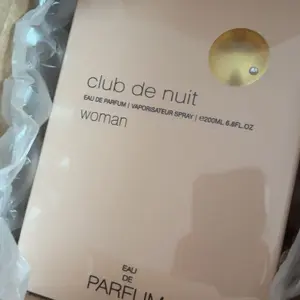 club de nuit
EAU DE PARFUM | VAPORISATEUR SPRAY | ℮200ML 6.8FL.OZ
woman
EAU
DE
PARFUM